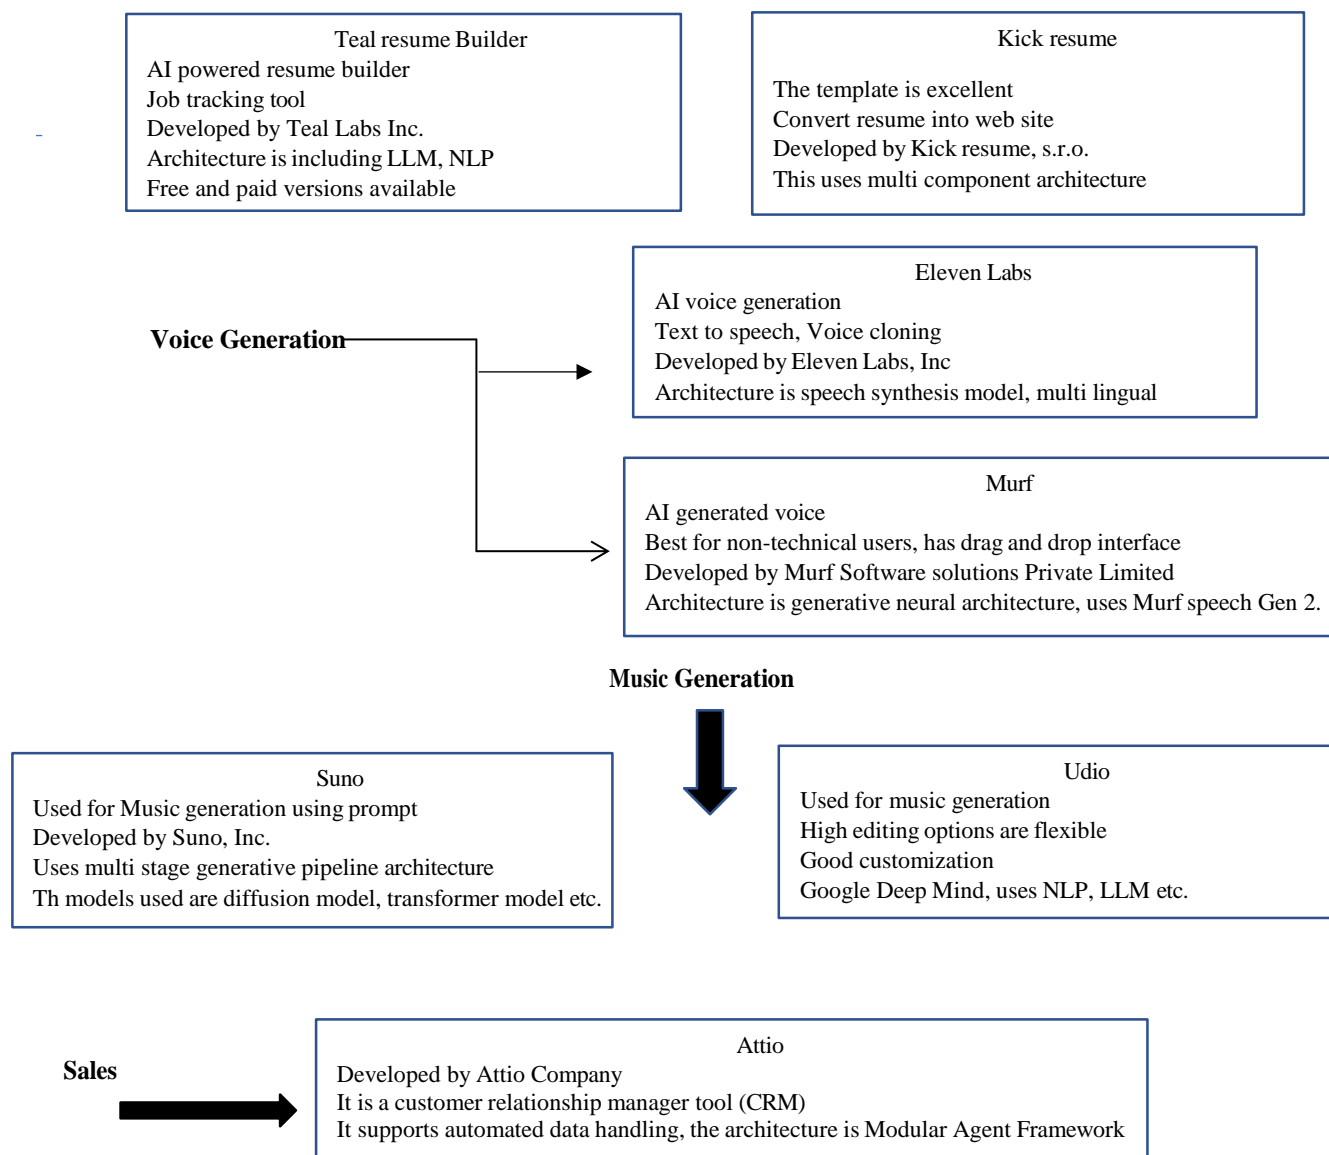 Teal resume Builder
AI powered resume builder
Job tracking tool
Developed by Teal Labs Inc.
Architecture is including LLM, NLP
Free and paid versions available
Kick resume
The template is excellent
Convert resume into web site
Developed by Kick resume, s.r.o.
This uses multi component architecture
Voice Generation
Eleven Labs
AI voice generation
Text to speech, Voice cloning
Developed by Eleven Labs, Inc
Architecture is speech synthesis model, multi lingual
Murf
AI generated voice
Best for non-technical users, has drag and drop interface
Developed by Murf Software solutions Private Limited
Architecture is generative neural architecture, uses Murf speech Gen 2.
Music Generation
Suno
Used for Music generation using prompt
Developed by Suno, Inc.
Uses multi stage generative pipeline architecture
Th models used are diffusion model, transformer model etc.
Udio
Used for music generation
High editing options are flexible
Good customization
Google Deep Mind, uses NLP, LLM etc.
Sales
Attio
Developed by Attio Company
It is a customer relationship manager tool (CRM)
It supports automated data handling, the architecture is Modular Agent Framework